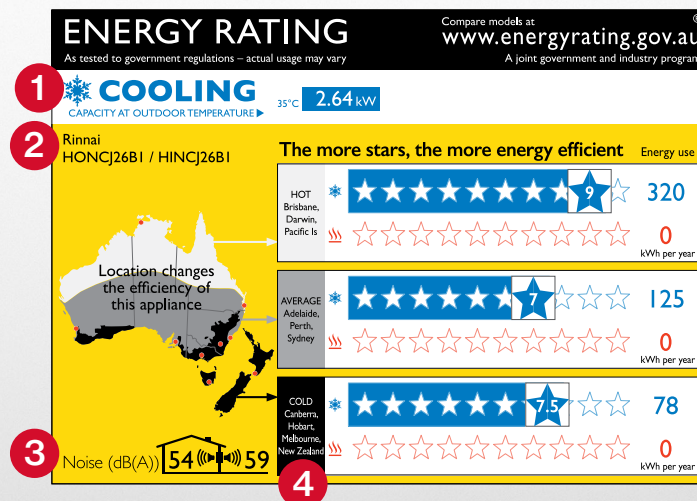 ENERGY RATING
As tested to government regulations – actual usage may vary
Compare models at
www.energyrating.gov.au
A joint government and industry program
1
COOLING
CAPACITY AT OUTDOOR TEMPERATURE ▶
35°C 2.64 kW
2
Rinnai
HONCJ26B1 / HINCJ26B1
The more stars, the more energy efficient
Energy use
Location changes
the efficiency of
this appliance
HOT
Brisbane,
Darwin,
Pacific Is
9
320
0
kWh per year
AVERAGE
Adelaide,
Perth,
Sydney
7
125
0
kWh per year
COLD
Canberra,
Hobart,
Melbourne,
New Zealand
7.5
78
0
kWh per year
3
Noise (dB(A)) 54 59
4